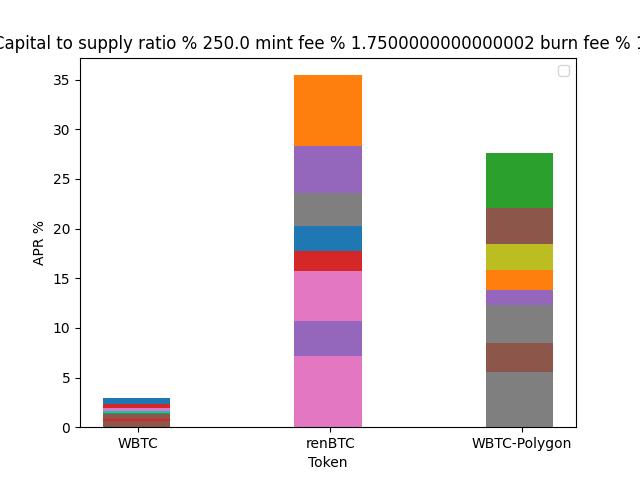 Capital to supply ratio % 250.0 mint fee % 1.7500000000000002 burn fee % 1
APR %
35
30
25
20
15
10
5
0
WBTC renBTC WBTC-Polygon
Token